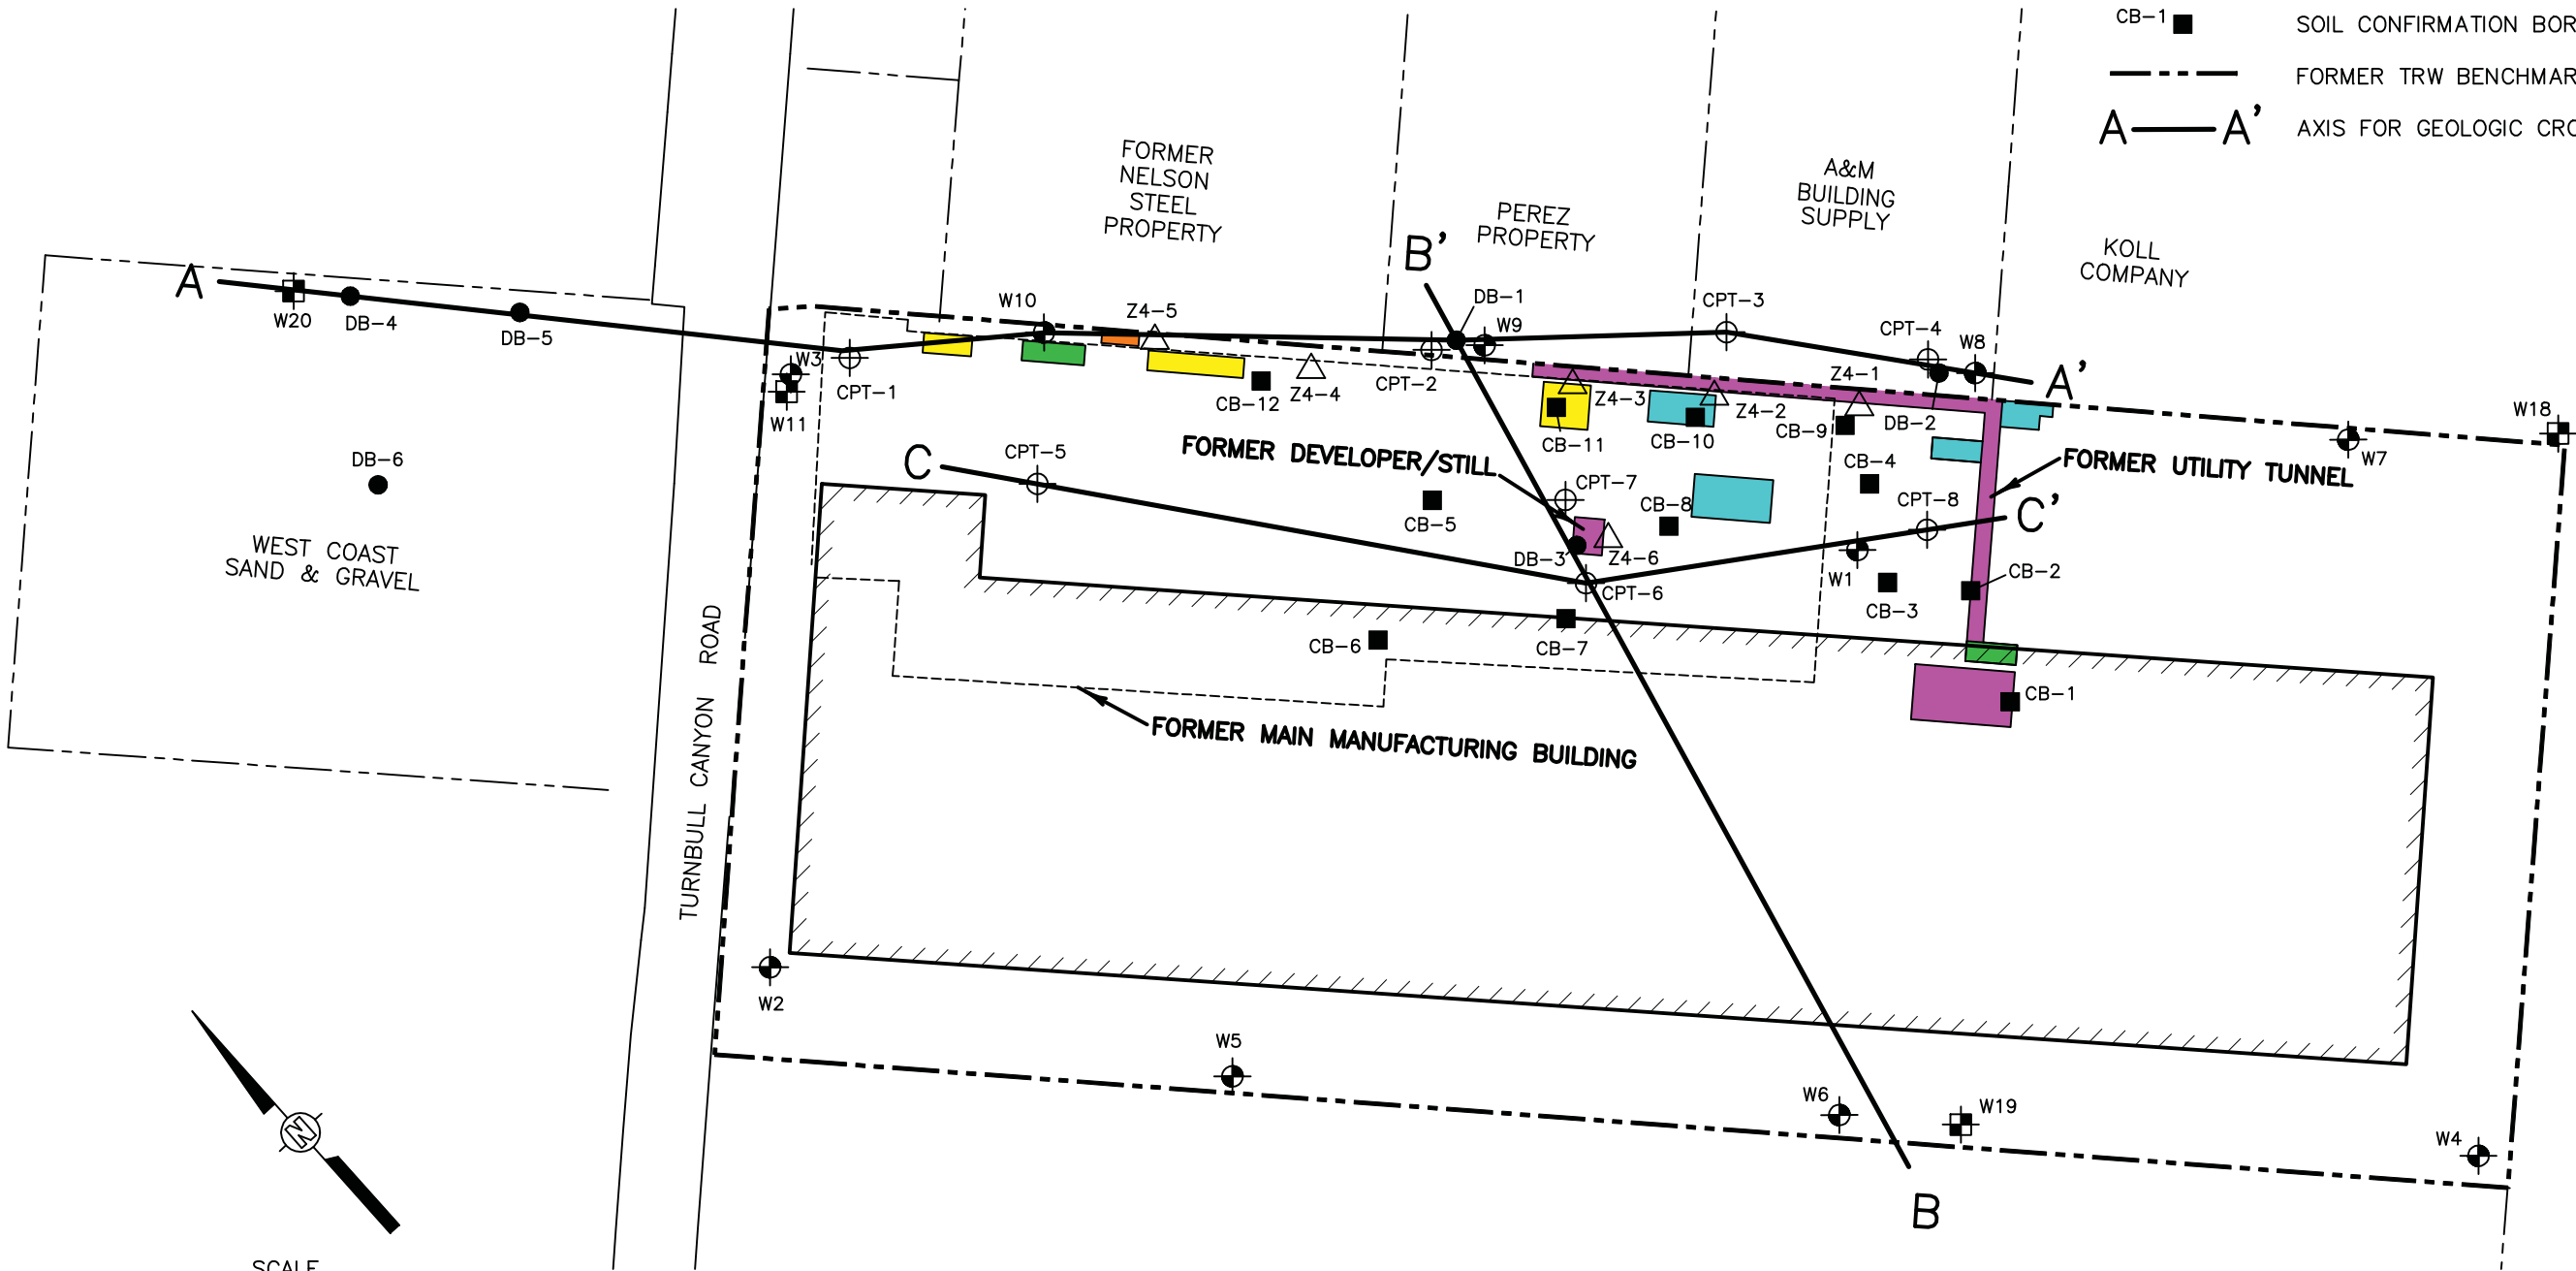 CB-1
SOIL CONFIRMATION BOR
FORMER TRW BENCHMAR
A A' AXIS FOR GEOLOGIC CRO
FORMER
NELSON
STEEL
PROPERTY
PEREZ
PROPERTY
A&M
BUILDING
SUPPLY
KOLL
COMPANY
A
W20
DB-4
DB-5
W10
Z4-5
B'
DB-1
W9
CPT-3
CPT-4
W8
A'
W3
W11
CPT-1
CB-12
Z4-4
CPT-2
Z4-3
CB-11
Z4-2
CB-10
Z4-1
CB-9
DB-2
W18
W7
DB-6
WEST COAST
SAND & GRAVEL
C
CPT-5
FORMER DEVELOPER/STILL
CPT-7
CB-5
CB-8
CB-4
CPT-8
FORMER UTILITY TUNNEL
C'
DB-3
Z4-6
CPT-6
W1
CB-3
CB-2
CB-6
CB-7
CB-1
FORMER MAIN MANUFACTURING BUILDING
TURNBULL CANYON ROAD
W2
W5
W6
W19
W4
B
N
SCALE